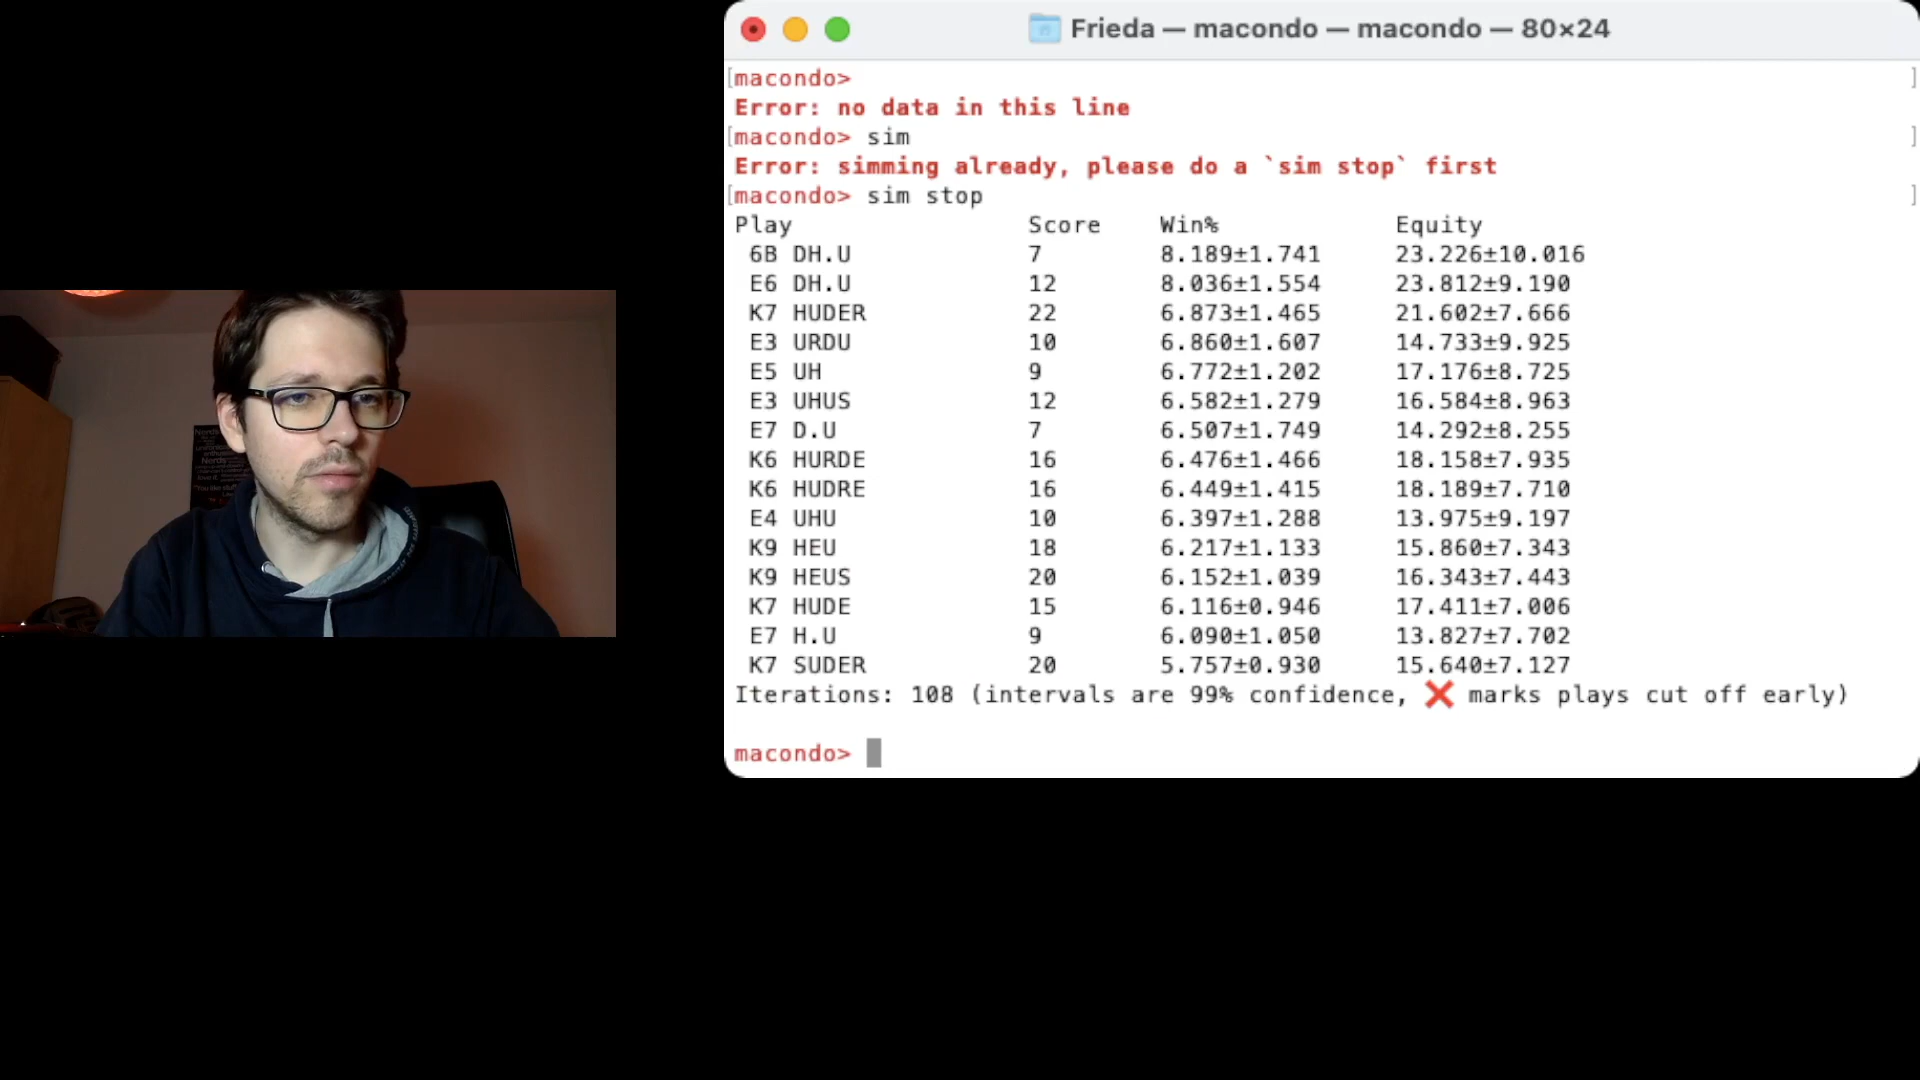 Frieda — macondo — macondo — 80×24
[macondo> ]
Error: no data in this line
[macondo> sim ]
Error: simming already, please do a `sim stop` first
[macondo> sim stop ]
Play Score Win% Equity
6B DH.U 7 8.189±1.741 23.226±10.016
E6 DH.U 12 8.036±1.554 23.812±9.190
K7 HUDER 22 6.873±1.465 21.602±7.666
E3 URDU 10 6.860±1.607 14.733±9.925
E5 UH 9 6.772±1.202 17.176±8.725
E3 UHUS 12 6.582±1.279 16.584±8.963
E7 D.U 7 6.507±1.749 14.292±8.255
K6 HURDE 16 6.476±1.466 18.158±7.935
K6 HUDRE 16 6.449±1.415 18.189±7.710
E4 UHU 10 6.397±1.288 13.975±9.197
K9 HEU 18 6.217±1.133 15.860±7.343
K9 HEUS 20 6.152±1.039 16.343±7.443
K7 HUDE 15 6.116±0.946 17.411±7.006
E7 H.U 9 6.090±1.050 13.827±7.702
K7 SUDER 20 5.757±0.930 15.640±7.127
Iterations: 108 (intervals are 99% confidence, ❌ marks plays cut off early)
macondo>
Nerds